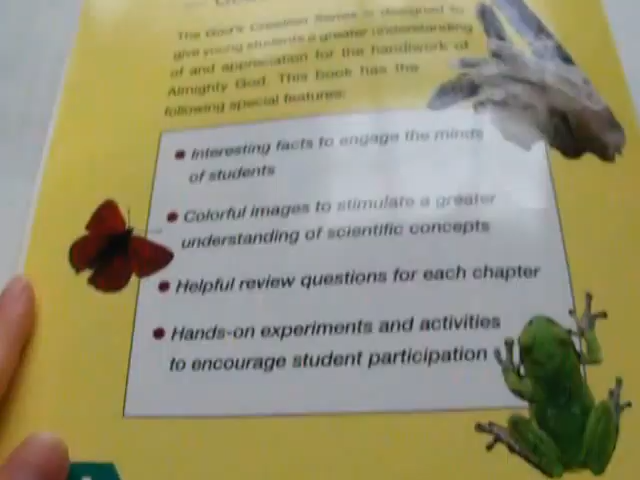 The God's Creation Series is designed to
give young students a greater understanding
of and appreciation for the handiwork of
Almighty God. This book has the
following special features:
Interesting facts to engage the minds
of students
Colorful images to stimulate a greater
understanding of scientific concepts
Helpful review questions for each chapter
Hands-on experiments and activities
to encourage student participation